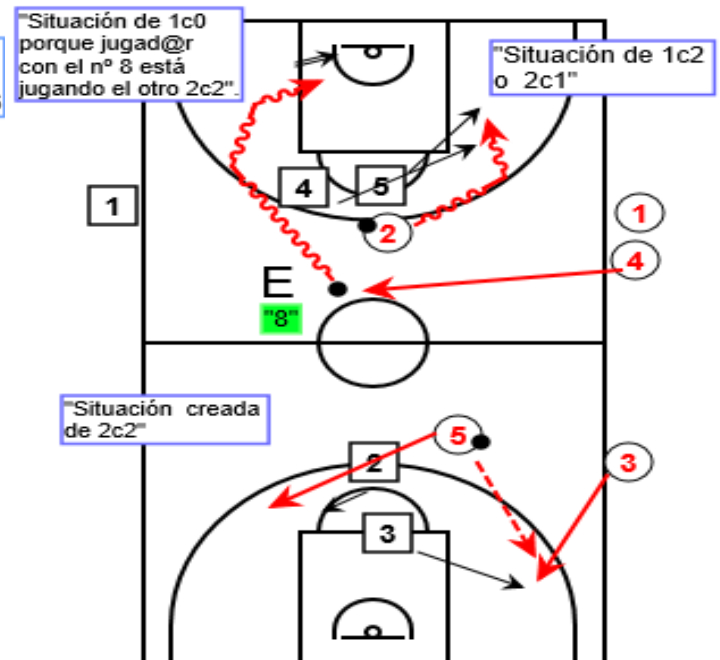 "Situación de 1c0
porque jugad@r
con el nº 8 está
jugando el otro 2c2".
"Situación de 1c2
o 2c1"
4
5
1
2
1
4
E
"8"
"Situación creada
de 2c2"
5
2
3
3